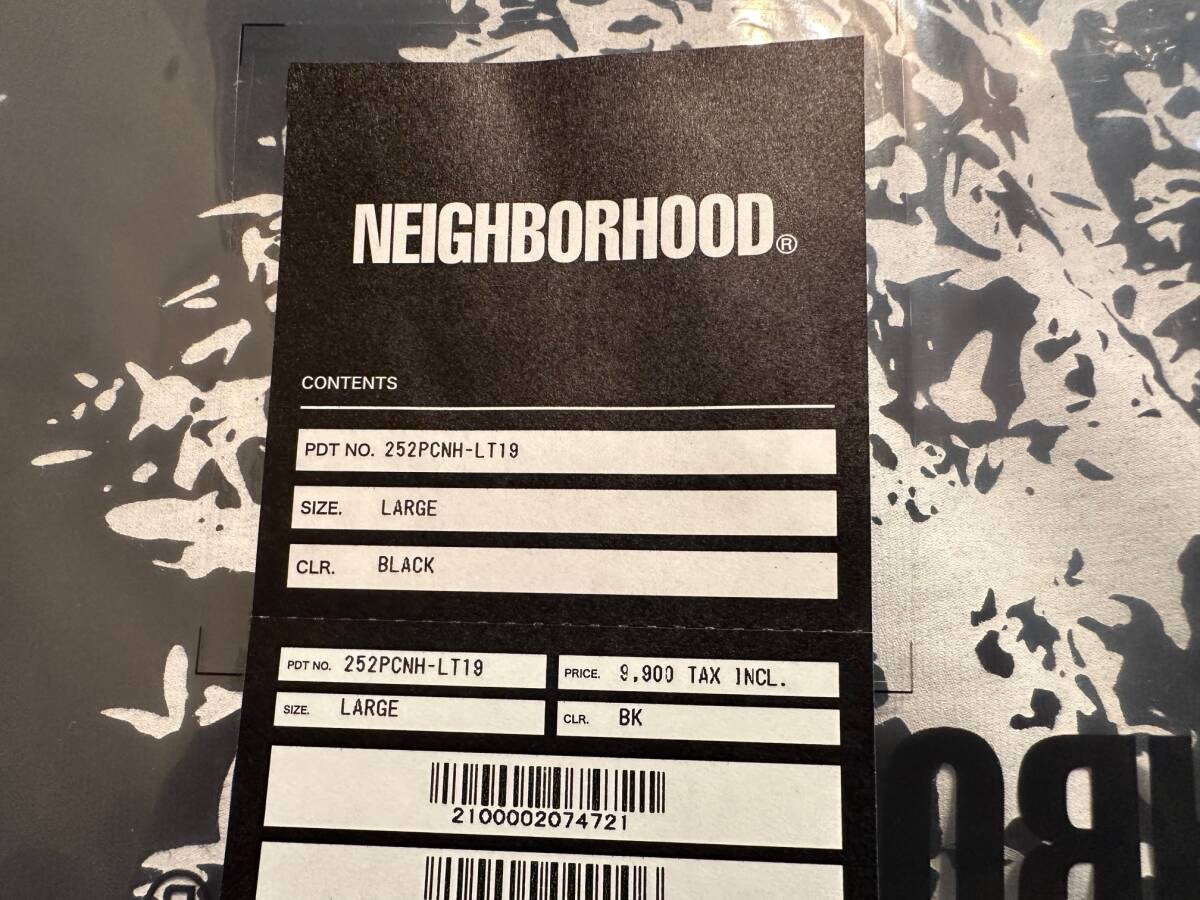 NEIGHBORHOOD®
CONTENTS
PDT NO. 252PCNH-LT19
SIZE. LARGE
CLR. BLACK
PDT NO. 252PCNH-LT19 PRICE. 9,900 TAX INCL.
SIZE. LARGE CLR. BK
2100002074721